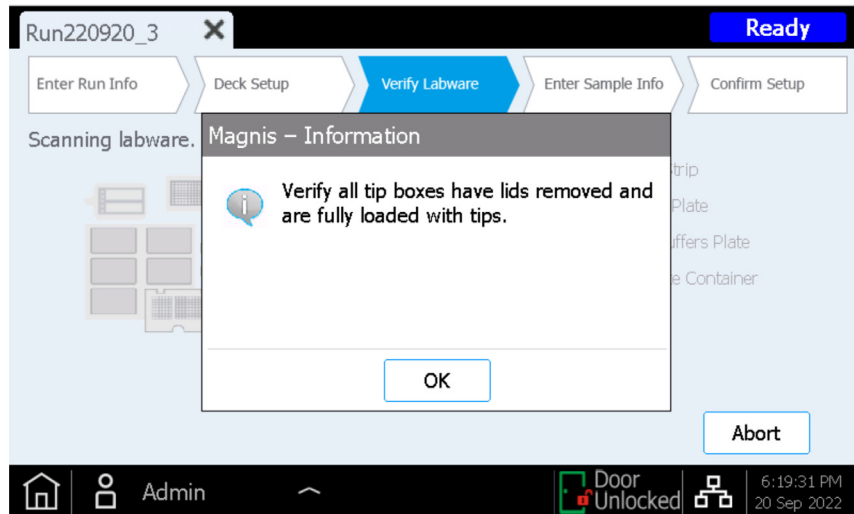 Run220920_3
Ready
Enter Run Info
Deck Setup
Verify Labware
Enter Sample Info
Confirm Setup
Scanning labware.
Magnis – Information
Verify all tip boxes have lids removed and
are fully loaded with tips.
Strip
Plate
uffers Plate
e Container
OK
Abort
Admin
Door
Unlocked
6:19:31 PM
20 Sep 2022